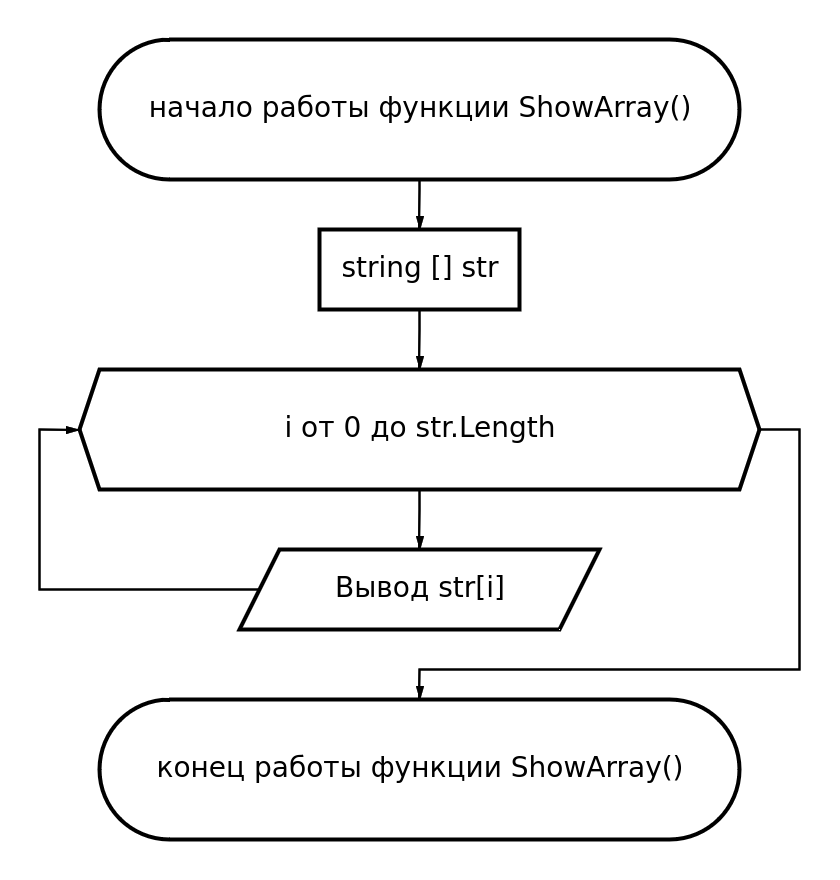 начало работы функции ShowArray()
string [] str
i от 0 до str.Length
Вывод str[i]
конец работы функции ShowArray()